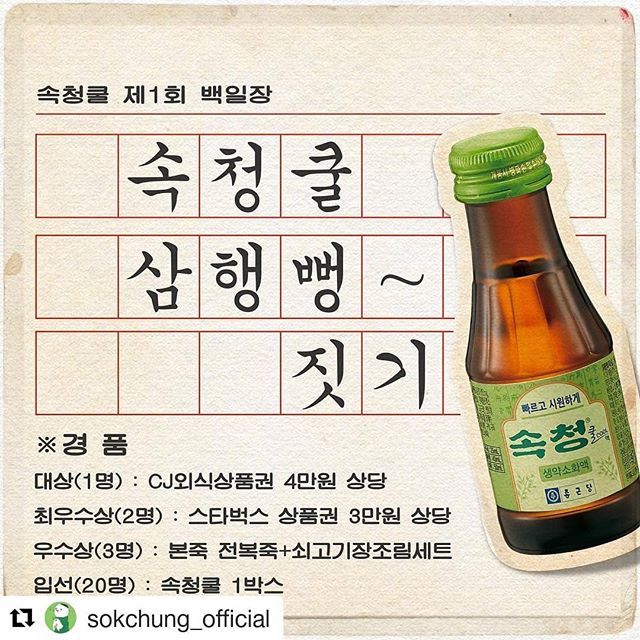 속청쿨 제1회 백일장
속청쿨
삼행뻥~
짓기
※경 품
대상(1명) : CJ외식상품권 4만원 상당
최우수상(2명) : 스타벅스 상품권 3만원 상당
우수상(3명) : 본죽 전복죽+쇠고기장조림세트
입선(20명) : 속청쿨 1박스
빠르고 시원하게
속청쿨
cool
생약소화액
종근당
sokchung_official